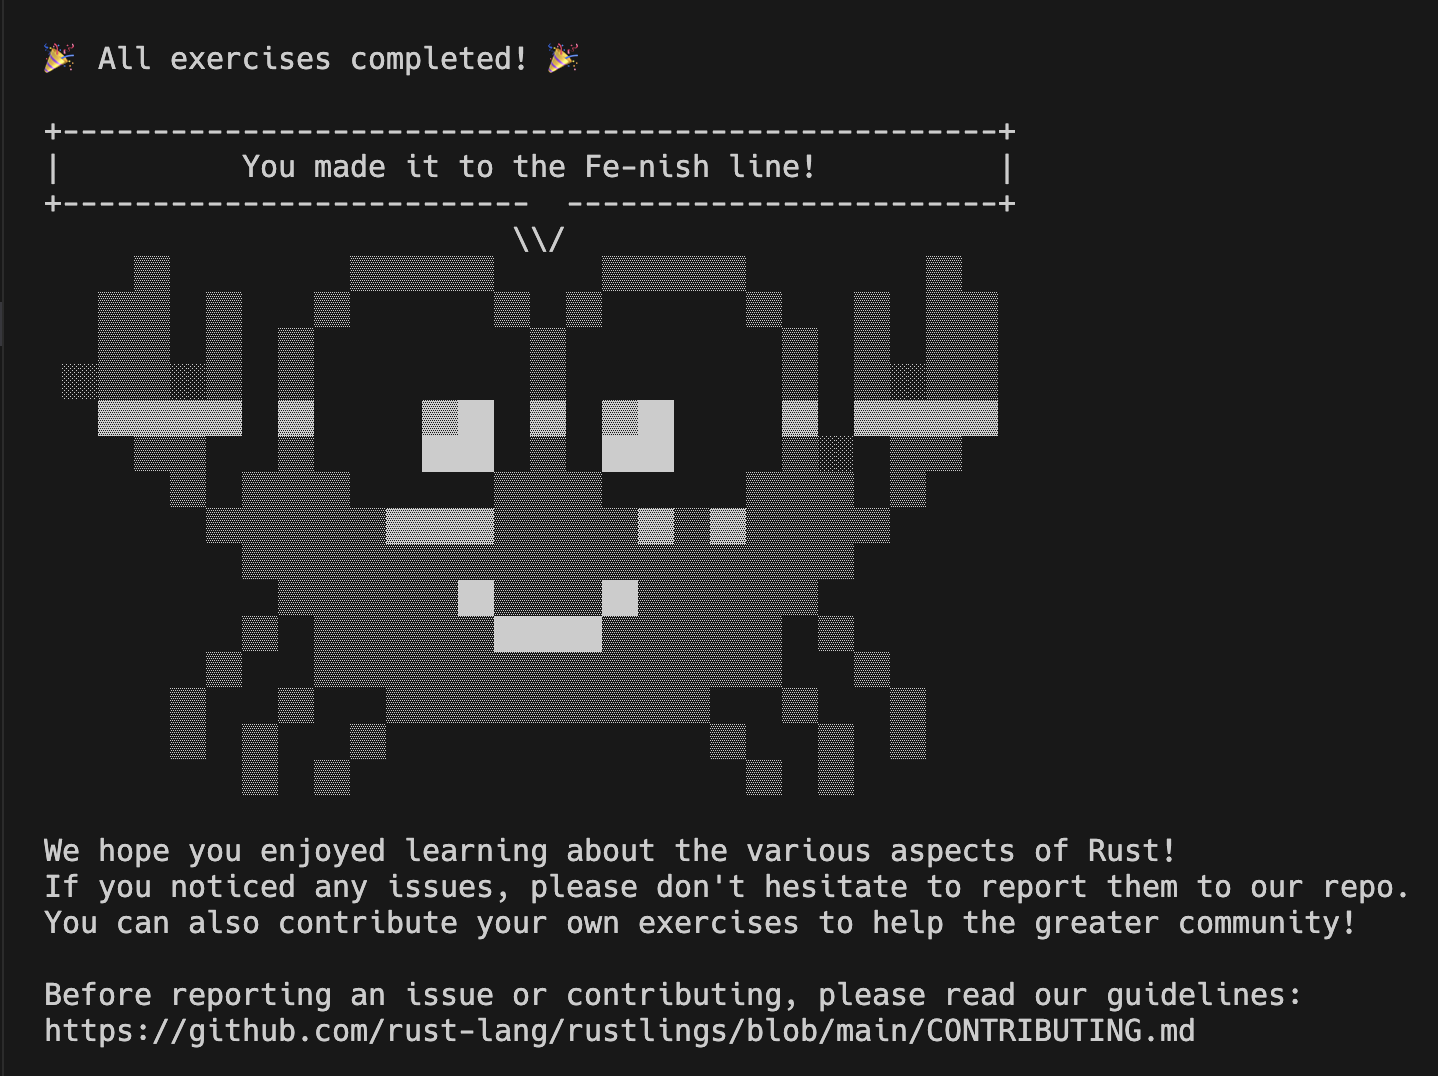 🎉 All exercises completed! 🎉
+----------------------------------------------------+
|          You made it to the Fe-nish line!          |
+--------------------------  ------------------------+
\\/
We hope you enjoyed learning about the various aspects of Rust!
If you noticed any issues, please don't hesitate to report them to our repo.
You can also contribute your own exercises to help the greater community!
Before reporting an issue or contributing, please read our guidelines:
https://github.com/rust-lang/rustlings/blob/main/CONTRIBUTING.md